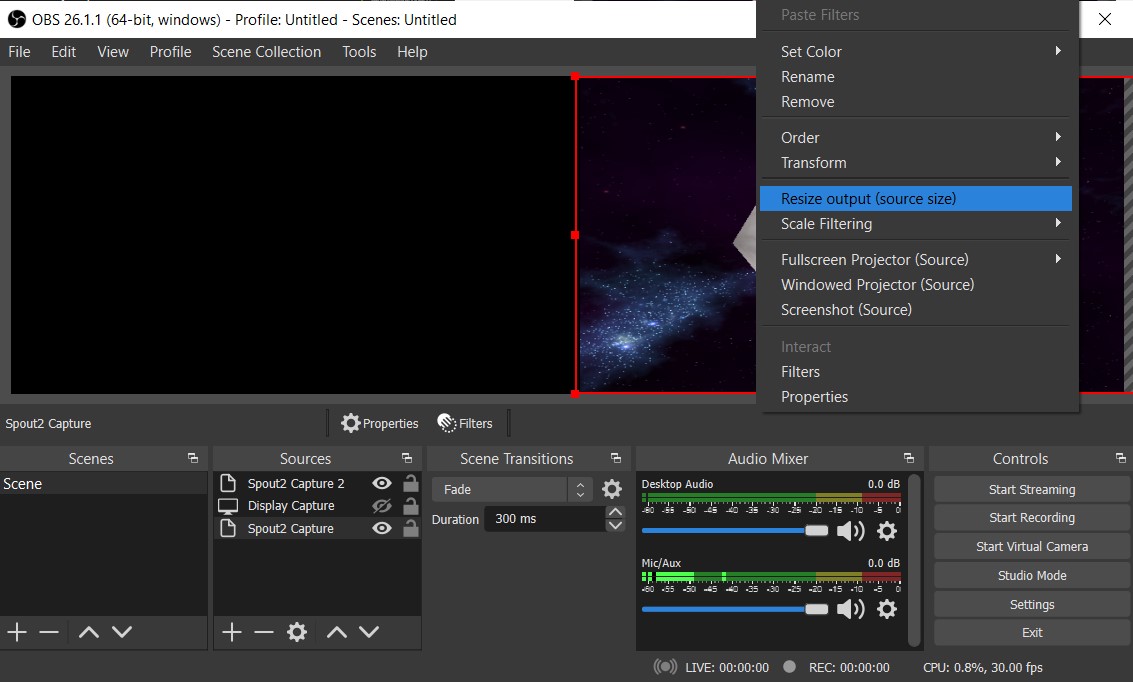 OBS 26.1.1 (64-bit, windows) - Profile: Untitled - Scenes: Untitled
File Edit View Profile Scene Collection Tools Help
Paste Filters
Set Color
Rename
Remove
Order
Transform
Resize output (source size)
Scale Filtering
Fullscreen Projector (Source)
Windowed Projector (Source)
Screenshot (Source)
Interact
Filters
Properties
Spout2 Capture
Properties
Filters
Scenes
Scene
Sources
Spout2 Capture 2
Display Capture
Spout2 Capture
Scene Transitions
Fade
Duration 300 ms
Audio Mixer
Desktop Audio 0.0 dB
-60 -55 -50 -45 -40 -35 -30 -25 -20 -15 -10 -5 0
Mic/Aux 0.0 dB
-60 -55 -50 -45 -40 -35 -30 -25 -20 -15 -10 -5 0
Controls
Start Streaming
Start Recording
Start Virtual Camera
Studio Mode
Settings
Exit
LIVE: 00:00:00 REC: 00:00:00 CPU: 0.8%, 30.00 fps